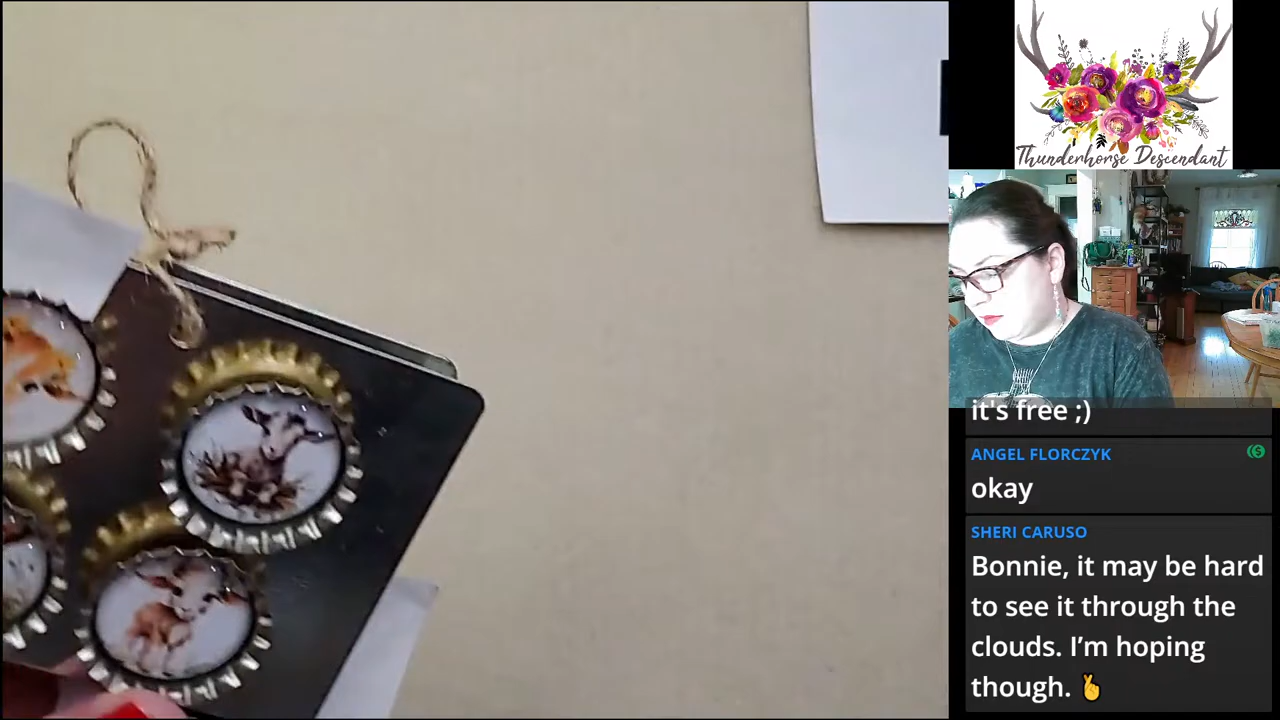 Thunderhorse Descendant
it's free ;)
ANGEL FLORCZYK
okay
SHERI CARUSO
Bonnie, it may be hard
to see it through the
clouds. I’m hoping
though. 🤞